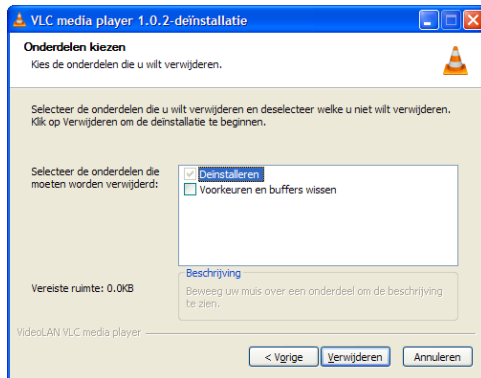 VLC media player 1.0.2-deïnstallatie
Onderdelen kiezen
Kies de onderdelen die u wilt verwijderen.
Selecteer de onderdelen die u wilt verwijderen en deselecteer welke u niet wilt verwijderen.
Klik op Verwijderen om de deïnstallatie te beginnen.
Selecteer de onderdelen die
moeten worden verwijderd:
Deïnstalleren
Voorkeuren en buffers wissen
Vereiste ruimte: 0.0KB
Beschrijving
Beweeg uw muis over een onderdeel om de beschrijving
te zien.
VideoLAN VLC media player
< Vorige
Verwijderen
Annuleren